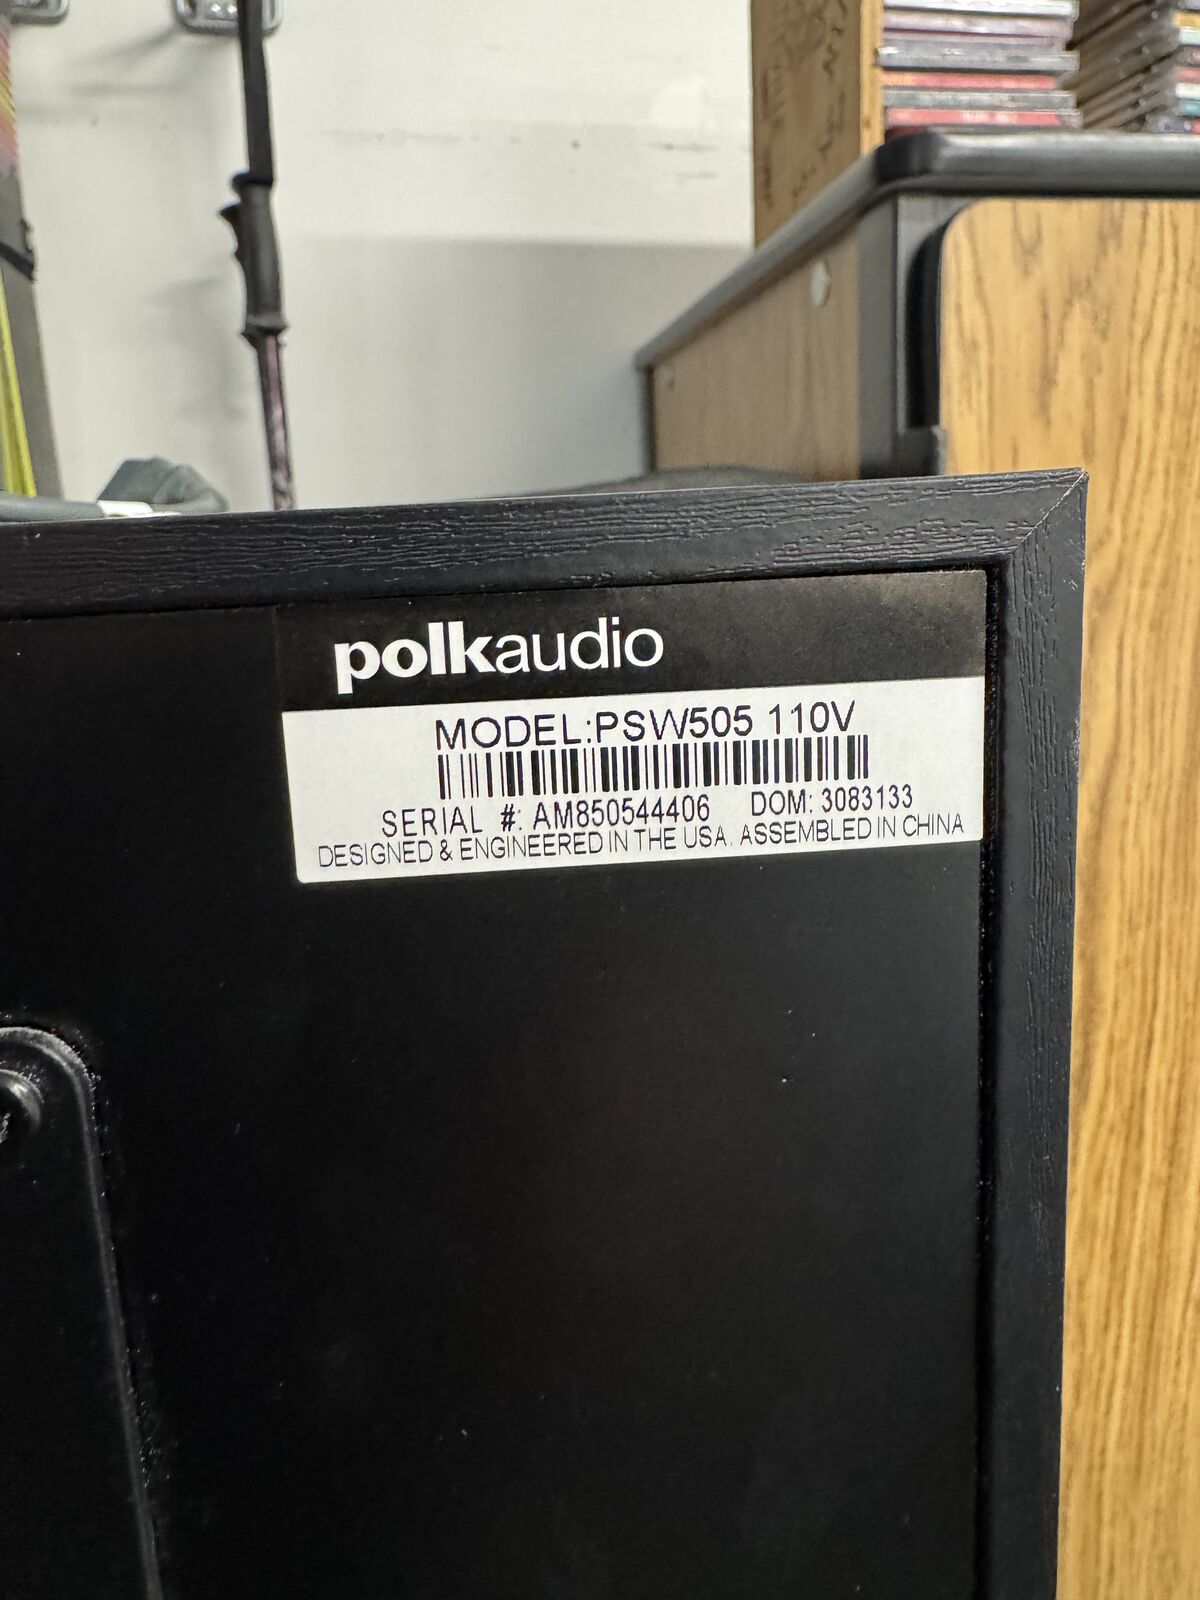 polkaudio
MODEL:PSW505 110V
SERIAL #: AM850544406 DOM: 3083133
DESIGNED & ENGINEERED IN THE USA. ASSEMBLED IN CHINA